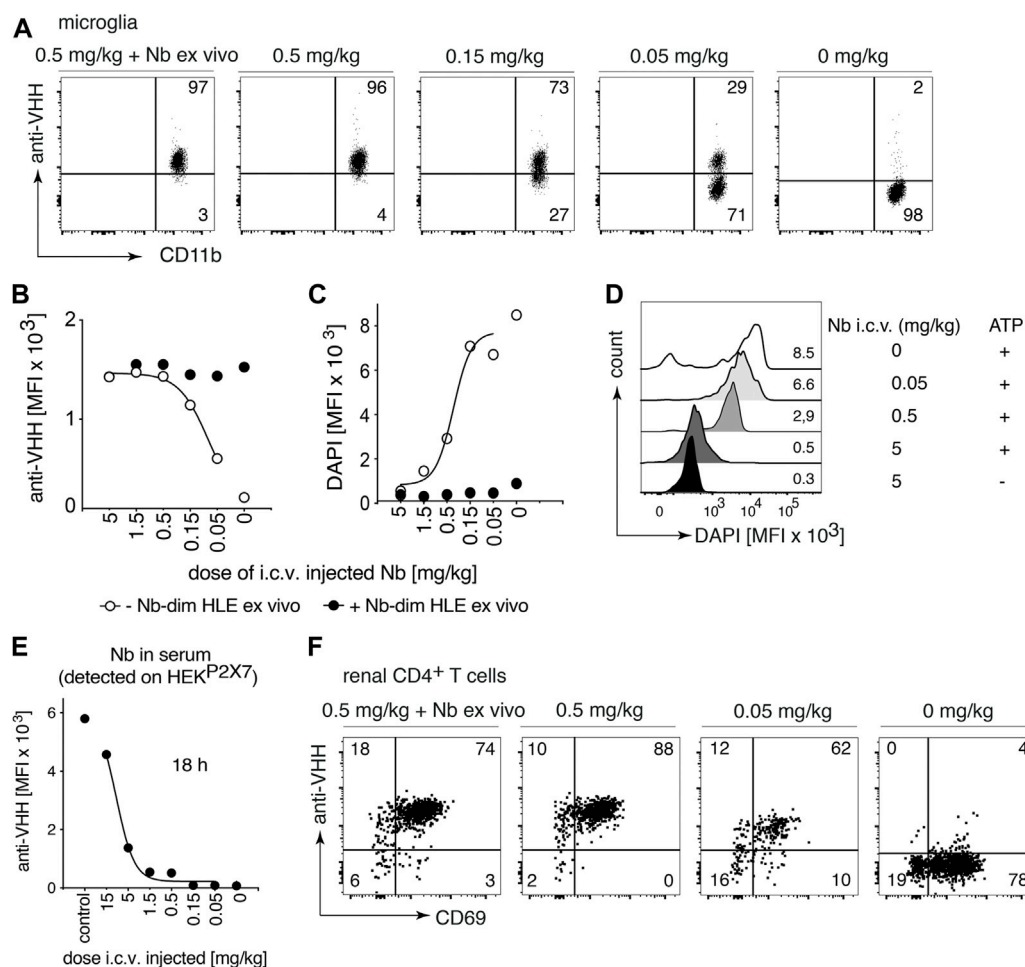 A
microglia
0.5 mg/kg + Nb ex vivo 0.5 mg/kg 0.15 mg/kg 0.05 mg/kg 0 mg/kg
97 96 73 29 2
anti-VHH
3 4 27 71 98
CD11b
B
2
1
0
anti-VHH [MFI x 10³]
5 1.5 0.5 0.15 0.05 0
C
8
6
4
2
0
DAPI [MFI x 10³]
5 1.5 0.5 0.15 0.05 0
dose of i.c.v. injected Nb [mg/kg]
- Nb-dim HLE ex vivo + Nb-dim HLE ex vivo
D
Nb i.c.v. (mg/kg) ATP
count
8.5 0 +
6.6 0.05 +
2,9 0.5 +
0.5 5 +
0.3 5 -
0 10³ 10⁴ 10⁵
DAPI [MFI x 10³]
E
Nb in serum
(detected on HEKP2X7)
6
4
2
0
anti-VHH [MFI x 10³]
18 h
control 15 5 1.5 0.5 0.15 0.05 0
dose i.c.v. injected [mg/kg]
F
renal CD4⁺ T cells
0.5 mg/kg + Nb ex vivo 0.5 mg/kg 0.05 mg/kg 0 mg/kg
18 74 10 88 12 62 0 4
anti-VHH
6 3 2 0 16 10 19 78
CD69